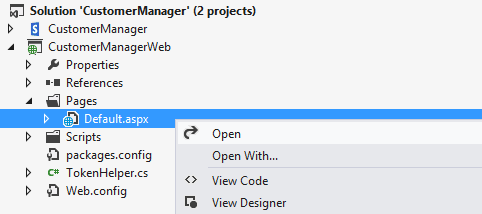 Solution 'CustomerManager' (2 projects)
CustomerManager
CustomerManagerWeb
Properties
References
Pages
Default.aspx
Open
Scripts
Open With...
packages.config
C# TokenHelper.cs
View Code
Web.config
View Designer